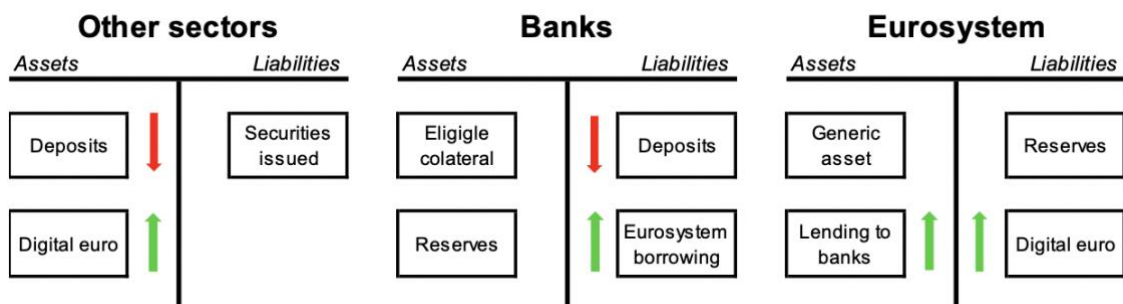 Other sectors
Assets
Liabilities
Deposits
Securities
issued
Digital euro
Banks
Assets
Liabilities
Eligigle
colateral
Deposits
Reserves
Eurosystem
borrowing
Eurosystem
Assets
Liabilities
Generic
asset
Reserves
Lending to
banks
Digital euro